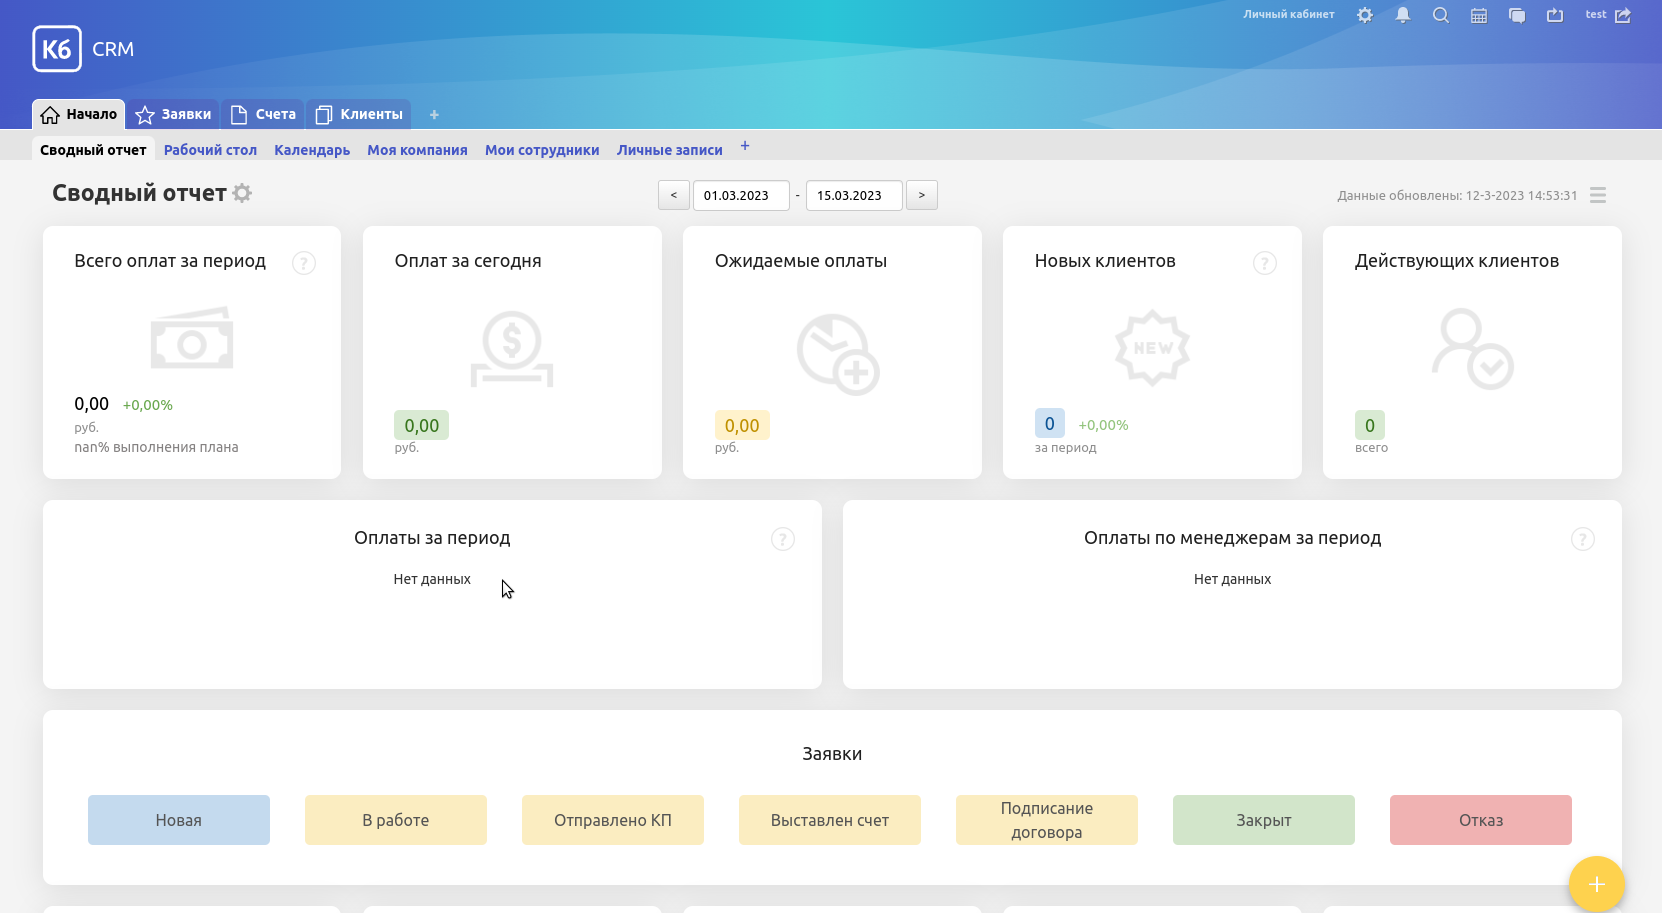 Личный кабинет
test
К6 CRM
Начало
Заявки
Счета
Клиенты
+
Сводный отчет
Рабочий стол
Календарь
Моя компания
Мои сотрудники
Личные записи
+
Сводный отчет
<
01.03.2023
-
15.03.2023
>
Данные обновлены: 12-3-2023 14:53:31
Всего оплат за период
?
0,00 +0,00%
руб.
nan% выполнения плана
Оплат за сегодня
$
0,00
руб.
Ожидаемые оплаты
0,00
руб.
Новых клиентов
?
NEW
0 +0,00%
за период
Действующих клиентов
0
всего
Оплаты за период
?
Нет данных
Оплаты по менеджерам за период
?
Нет данных
Заявки
Новая
В работе
Отправлено КП
Выставлен счет
Подписание
договора
Закрыт
Отказ
+